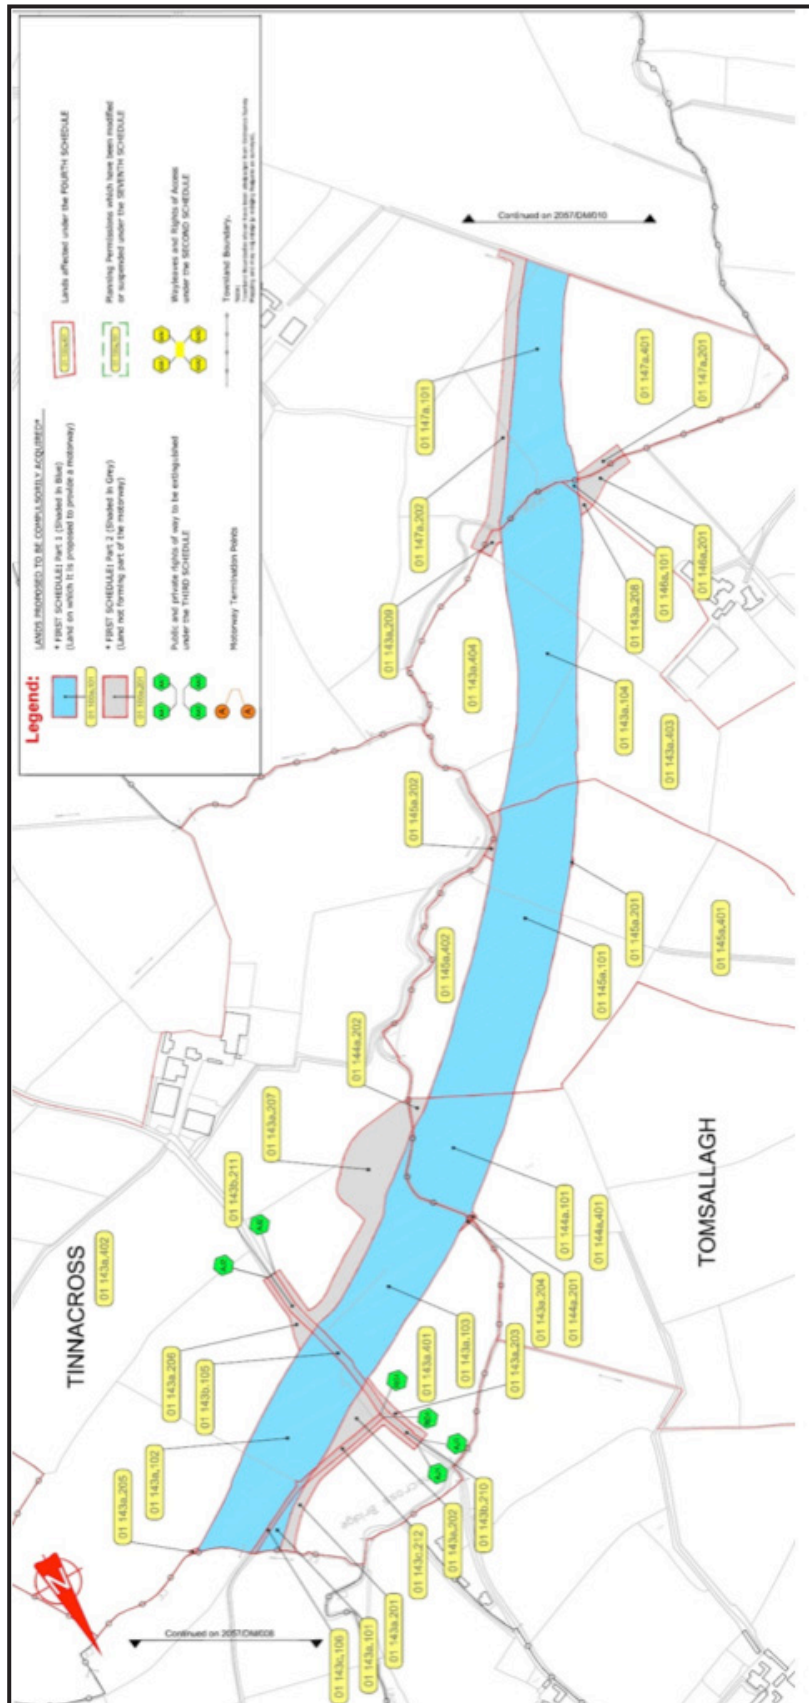 Legend:
LANDS PROPOSED TO BE COMPULSORILY ACQUIRED*
* FIRST SCHEDULE| Part 1 (Shaded In Blue)
(Land on which it is proposed to provide a motorway)
* FIRST SCHEDULE| Part 2 (Shaded In Grey)
(Land not forming part of the motorway)
Public and private rights of way to be extinguished
under the THIRD SCHEDULE
Motorway Termination Points
A
A
Lands affected under the FOURTH SCHEDULE
Planning Permissions which have been modified
or suspended under the SEVENTH SCHEDULE
Wayleaves and Rights of Access
under the SECOND SCHEDULE
Townland Boundary.
Continued on 2057/DM/008
Continued on 2057/DM/010
TINNACROSS
TOMSALLAGH
01 143a.205
01 143a.102
01 143a.206
01 143b.105
01 143a.402
01 143b.211
01 143a.207
01 144a.202
01 145a.402
01 145a.202
01 143a.404
01 143a.209
01 147a.202
01 147a.101
01 143c.106
01 143a.101
01 143a.201
01 143c.212
01 143a.202
01 143b.210
01 143a.401
01 143a.203
01 143a.103
01 143a.204
01 144a.201
01 144a.101
01 144a.401
01 145a.101
01 145a.201
01 145a.401
01 143a.104
01 143a.403
01 143a.208
01 146a.101
01 146a.201
01 147a.401
01 147a.201